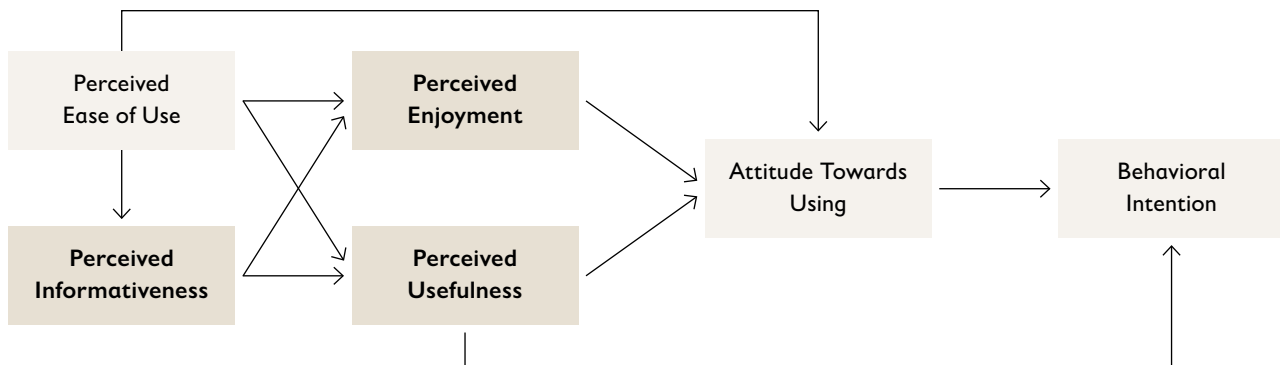 Perceived
Ease of Use
Perceived
Enjoyment
Attitude Towards
Using
Behavioral
Intention
Perceived
Informativeness
Perceived
Usefulness